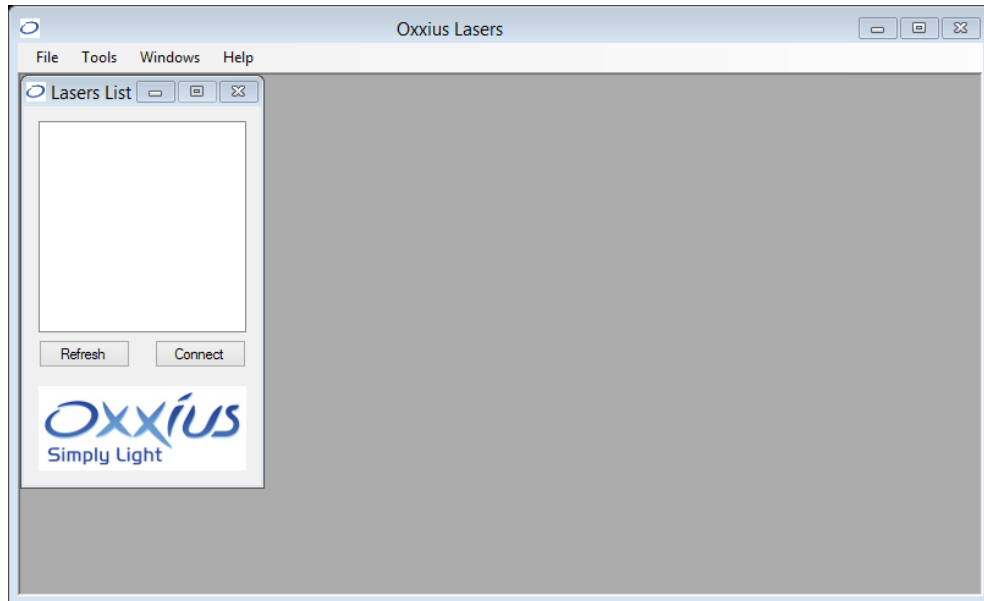 Oxxius Lasers
File Tools Windows Help
Lasers List
Refresh Connect
Oxxius
Simply Light